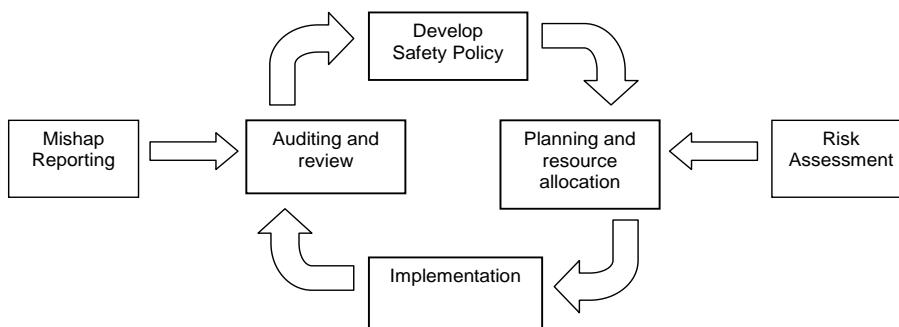 Develop
Safety Policy
Mishap
Reporting
Auditing and
review
Planning and
resource
allocation
Risk
Assessment
Implementation